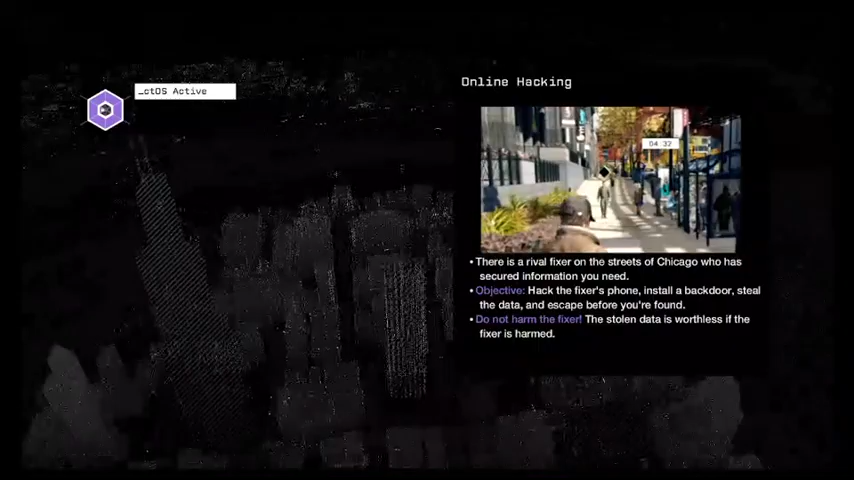 _ctOS Active
Online Hacking
04 32
• There is a rival fixer on the streets of Chicago who has
secured information you need.
• Objective: Hack the fixer's phone, install a backdoor, steal
the data, and escape before you're found.
• Do not harm the fixer! The stolen data is worthless if the
fixer is harmed.